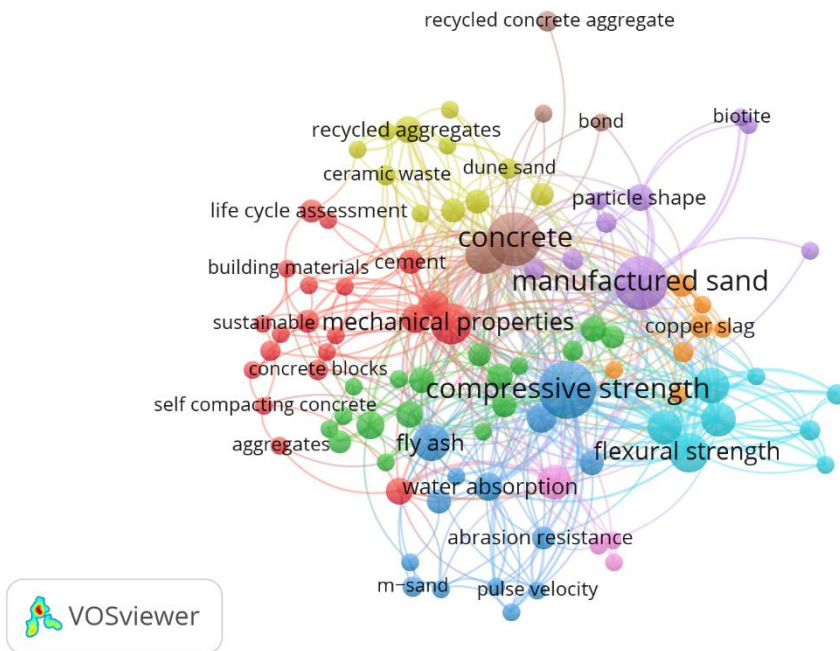 recycled concrete aggregate
biotite
bond
recycled aggregates
dune sand
ceramic waste
particle shape
life cycle assessment
concrete
cement
building materials
manufactured sand
sustainable
mechanical properties
copper slag
concrete blocks
compressive strength
self compacting concrete
aggregates
fly ash
flexural strength
water absorption
abrasion resistance
m-sand
pulse velocity
VOSviewer